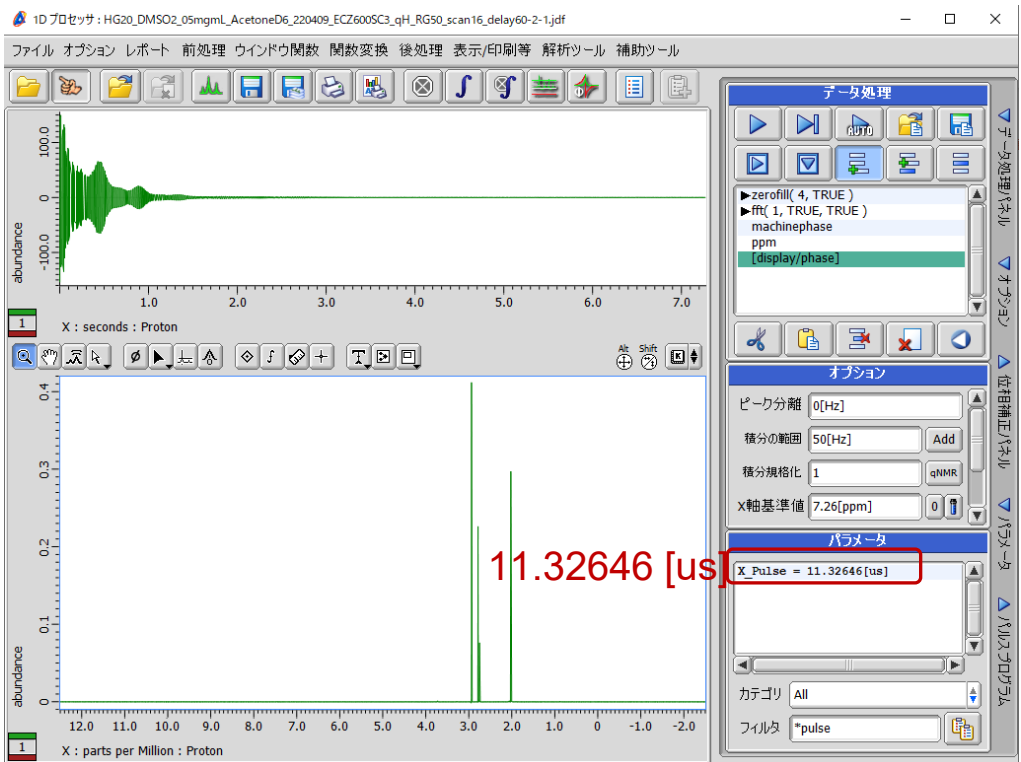 1D プロセッサ : HG20_DMSO2_05mgmL_AcetoneD6_220409_ECZ600SC3_qH_RG50_scan16_delay60-2-1.jdf
ファイル オプション レポート 前処理 ウインドウ関数 関数変換 後処理 表示/印刷等 解析ツール 補助ツール
データ処理
AUTO
zerofill( 4, TRUE )
fft( 1, TRUE, TRUE )
machinephase
ppm
[display/phase]
abundance
100.0
0
-100.0
1.0 2.0 3.0 4.0 5.0 6.0 7.0
1
X : seconds : Proton
Alt Shift
オプション
ピーク分離 0[Hz]
積分の範囲 50[Hz] Add
積分規格化 1 qNMR
X軸基準値 7.26[ppm] 0
abundance
0.4
0.3
0.2
0.1
0
12.0 11.0 10.0 9.0 8.0 7.0 6.0 5.0 4.0 3.0 2.0 1.0 0 -1.0 -2.0
1
X : parts per Million : Proton
11.32646 [us]
パラメータ
X_Pulse = 11.32646[us]
カテゴリ All
フィルタ *pulse
データ処理パネル
オプション
位相補正パネル
パラメータ
パルスプログラム